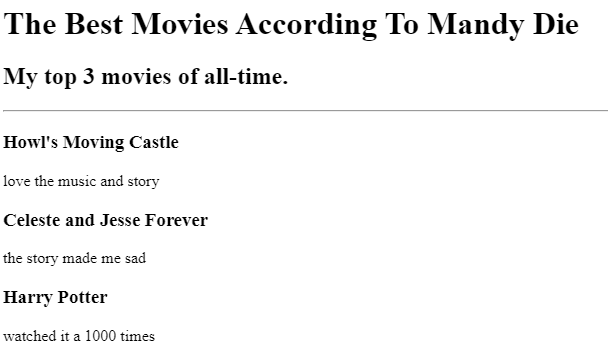 The Best Movies According To Mandy Die
My top 3 movies of all-time.
Howl's Moving Castle
love the music and story
Celeste and Jesse Forever
the story made me sad
Harry Potter
watched it a 1000 times